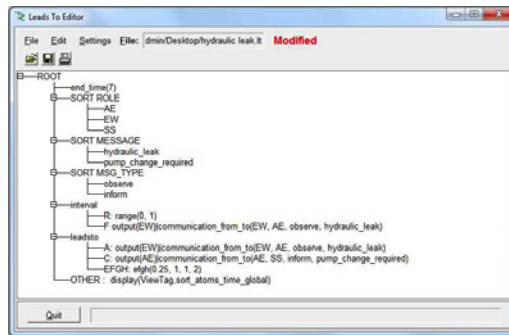 Leads To Editor
File Edit Settings File: dmin/Desktop/hydraulic leak.lt Modified
ROOT
end_time(7)
SORT ROLE
AE
EW
SS
SORT MESSAGE
hydraulic_leak
pump_change_required
SORT MSG_TYPE
observe
inform
interval
R: range(0, 1)
F output(EW)|communication_from_to(EW, AE, observe, hydraulic_leak)
leadsto
A: output(EW)|communication_from_to(EW, AE, observe, hydraulic_leak)
C: output(AE)|communication_from_to(AE, SS, inform, pump_change_required)
EFGH: efgh(0.25, 1, 1, 2)
OTHER : display(ViewTag,sort_atoms_time_global)
Quit